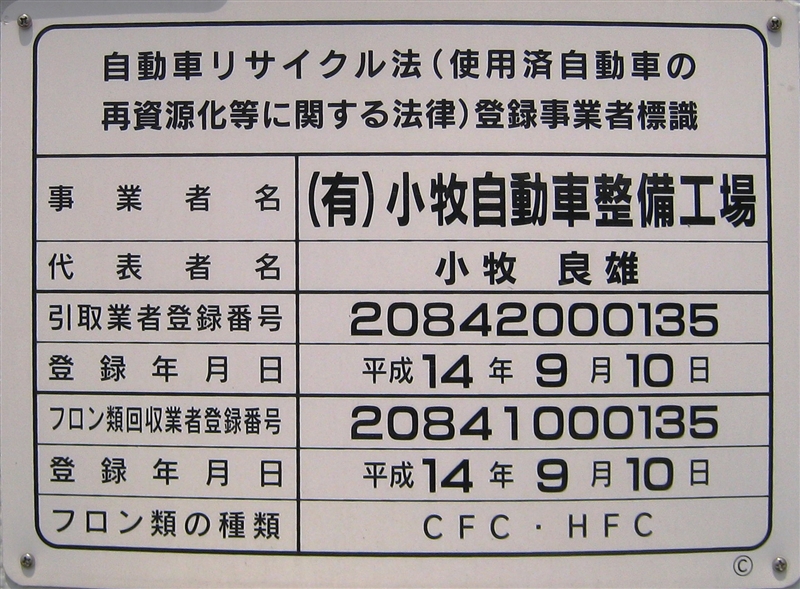 自動車リサイクル法(使用済自動車の
再資源化等に関する法律)登録事業者標識
事業者名 (有)小牧自動車整備工場
代表者名 小牧 良雄
引取業者登録番号 20842000135
登録年月日 平成14年9月10日
フロン類回収業者登録番号 20841000135
登録年月日 平成14年9月10日
フロン類の種類 CFC・HFC
©